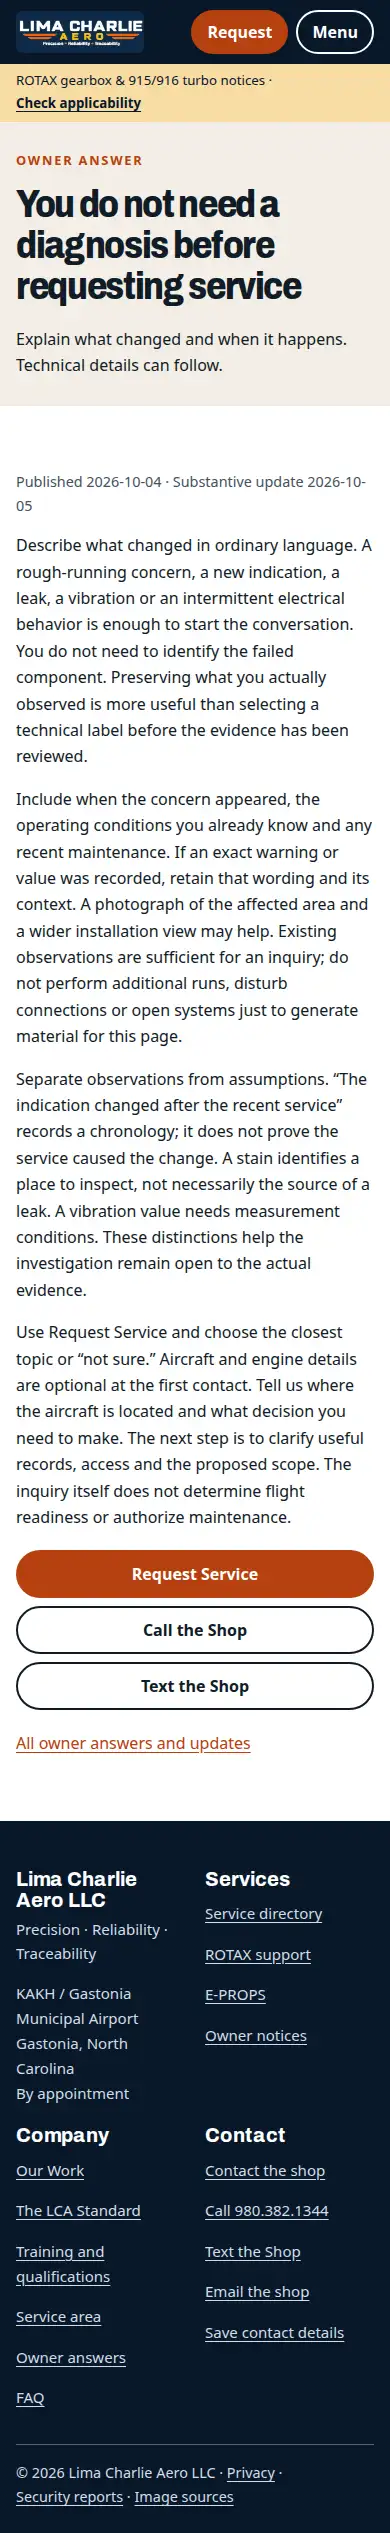 LIMA CHARLIE
AERO
Precision • Reliability • Traceability
Request
Menu
ROTAX gearbox & 915/916 turbo notices ·
Check applicability
OWNER ANSWER
You do not need a
diagnosis before
requesting service
Explain what changed and when it happens.
Technical details can follow.
Published 2026-10-04 · Substantive update 2026-10-
05
Describe what changed in ordinary language. A
rough-running concern, a new indication, a
leak, a vibration or an intermittent electrical
behavior is enough to start the conversation.
You do not need to identify the failed
component. Preserving what you actually
observed is more useful than selecting a
technical label before the evidence has been
reviewed.
Include when the concern appeared, the
operating conditions you already know and any
recent maintenance. If an exact warning or
value was recorded, retain that wording and its
context. A photograph of the affected area and
a wider installation view may help. Existing
observations are sufficient for an inquiry; do
not perform additional runs, disturb
connections or open systems just to generate
material for this page.
Separate observations from assumptions. “The
indication changed after the recent service”
records a chronology; it does not prove the
service caused the change. A stain identifies a
place to inspect, not necessarily the source of a
leak. A vibration value needs measurement
conditions. These distinctions help the
investigation remain open to the actual
evidence.
Use Request Service and choose the closest
topic or “not sure.” Aircraft and engine details
are optional at the first contact. Tell us where
the aircraft is located and what decision you
need to make. The next step is to clarify useful
records, access and the proposed scope. The
inquiry itself does not determine flight
readiness or authorize maintenance.
Request Service
Call the Shop
Text the Shop
All owner answers and updates
Lima Charlie
Aero LLC
Precision · Reliability ·
Traceability
KAKH / Gastonia
Municipal Airport
Gastonia, North
Carolina
By appointment
Services
Service directory
ROTAX support
E-PROPS
Owner notices
Company
Our Work
The LCA Standard
Training and
qualifications
Service area
Owner answers
FAQ
Contact
Contact the shop
Call 980.382.1344
Text the Shop
Email the shop
Save contact details
© 2026 Lima Charlie Aero LLC · Privacy ·
Security reports · Image sources